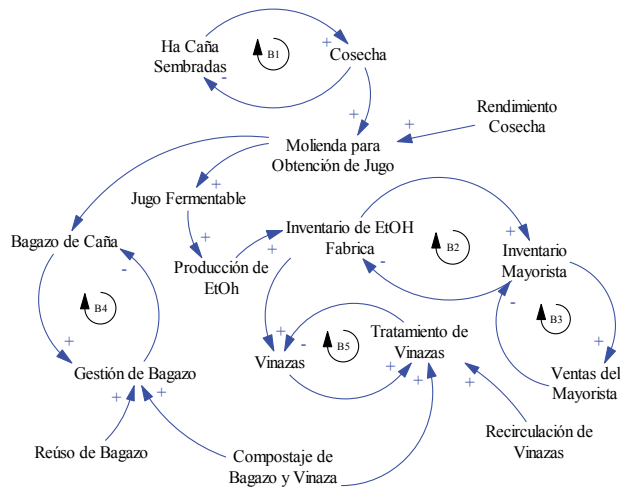 Ha Caña
Sembradas
+
B1
Cosecha
-
+
Rendimiento
Cosecha
+
Molienda para
Obtención de Jugo
+
Jugo Fermentable
+
Bagazo de Caña
-
Producción de
EtOh
+
Inventario de EtOH
Fabrica
-
B2
+
Inventario
Mayorista
-
B3
+
Ventas del
Mayorista
B4
+
Gestión de Bagazo
+
+
+
Vinazas
-
B5
+
Tratamiento de
Vinazas
+
+
Reúso de Bagazo
Compostaje de
Bagazo y Vinaza
Recirculación de
Vinazas